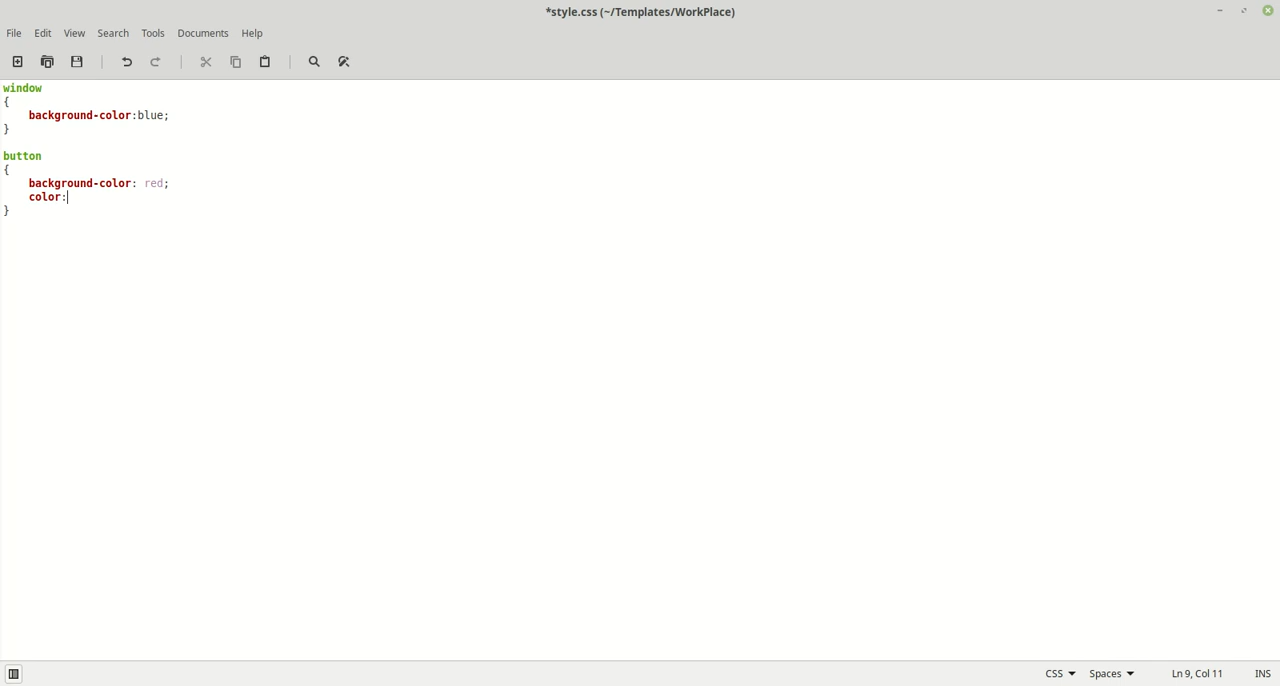 *style.css (~/Templates/WorkPlace)
File Edit View Search Tools Documents Help
window
{
    background-color:blue;
}

button
{
    background-color: red;
    color:
}
CSS Spaces Ln 9, Col 11 INS